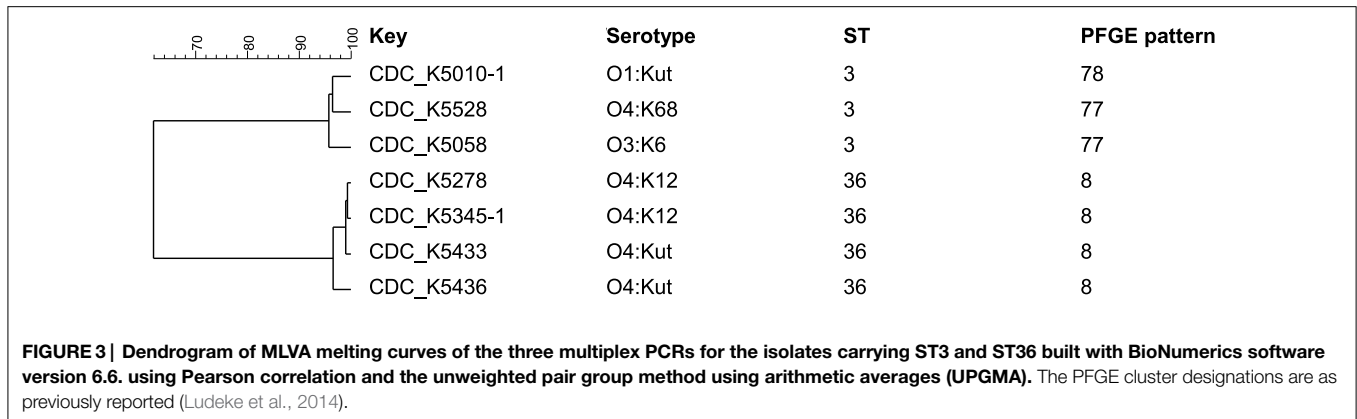 70 80 90 100 Key Serotype ST PFGE pattern
CDC_K5010-1 O1:Kut 3 78
CDC_K5528 O4:K68 3 77
CDC_K5058 O3:K6 3 77
CDC_K5278 O4:K12 36 8
CDC_K5345-1 O4:K12 36 8
CDC_K5433 O4:Kut 36 8
CDC_K5436 O4:Kut 36 8
FIGURE 3 | Dendrogram of MLVA melting curves of the three multiplex PCRs for the isolates carrying ST3 and ST36 built with BioNumerics software
version 6.6. using Pearson correlation and the unweighted pair group method using arithmetic averages (UPGMA). The PFGE cluster designations are as
previously reported (Ludeke et al., 2014).